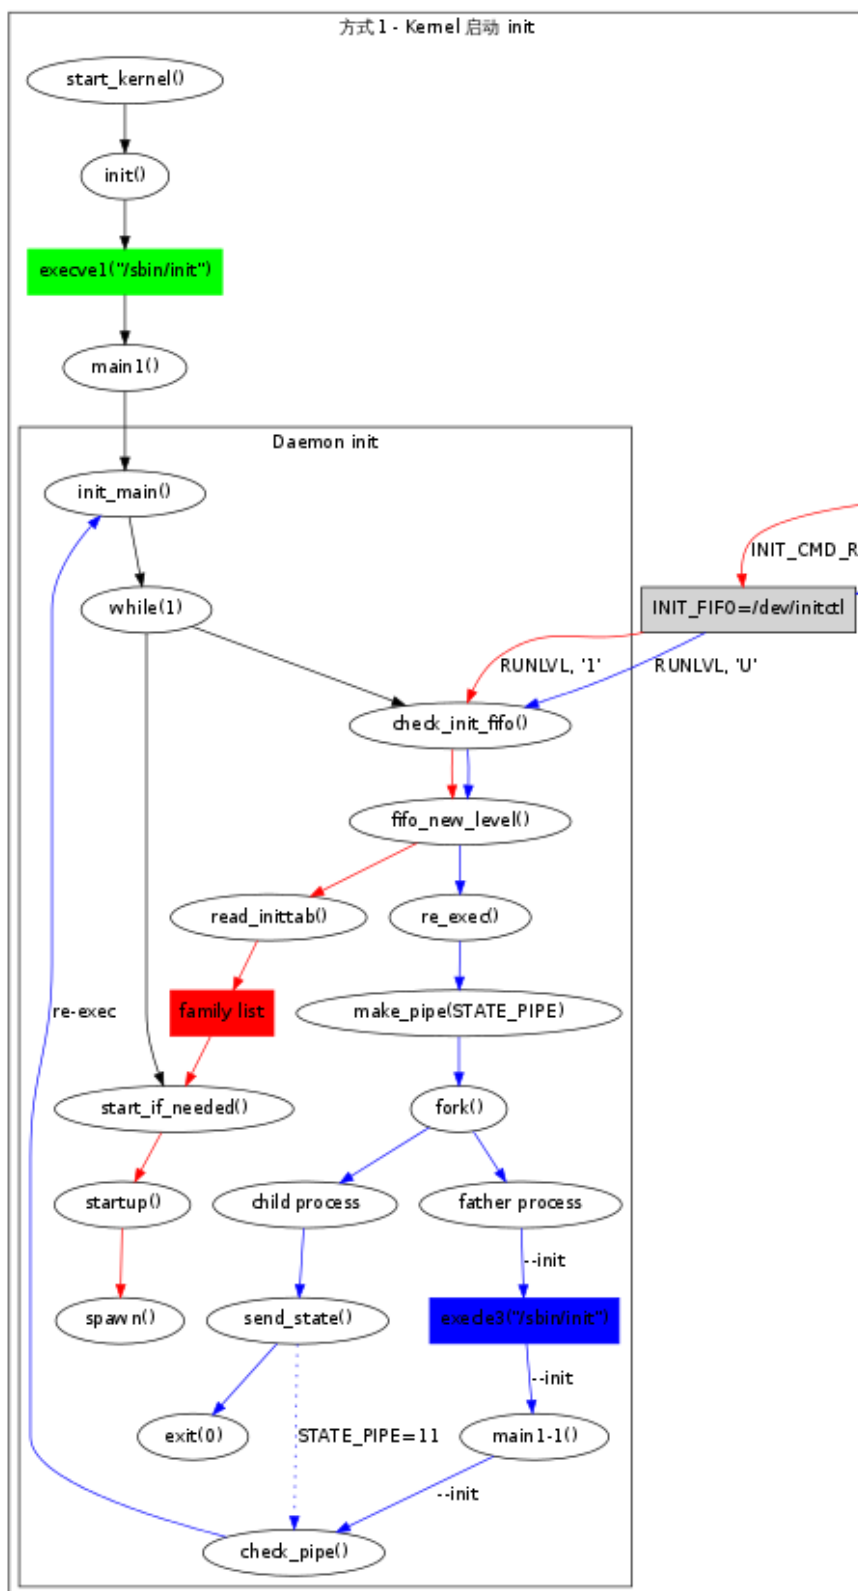 方式 1 - Kernel 启动 init
start_kernel()
init()
execve1("/sbin/init")
main1()
Daemon init
init_main()
while(1)
INIT_CMD_R
INIT_FIFO=/dev/initctl
RUNLVL, '1'
RUNLVL, 'U'
check_init_fifo()
fifo_new_level()
read_inittab()
re_exec()
re-exec
family list
make_pipe(STATE_PIPE)
start_if_needed()
fork()
startup()
child process
father process
--init
spawn()
send_state()
execle3("/sbin/init")
--init
exit(0)
STATE_PIPE=11
main1-1()
--init
check_pipe()